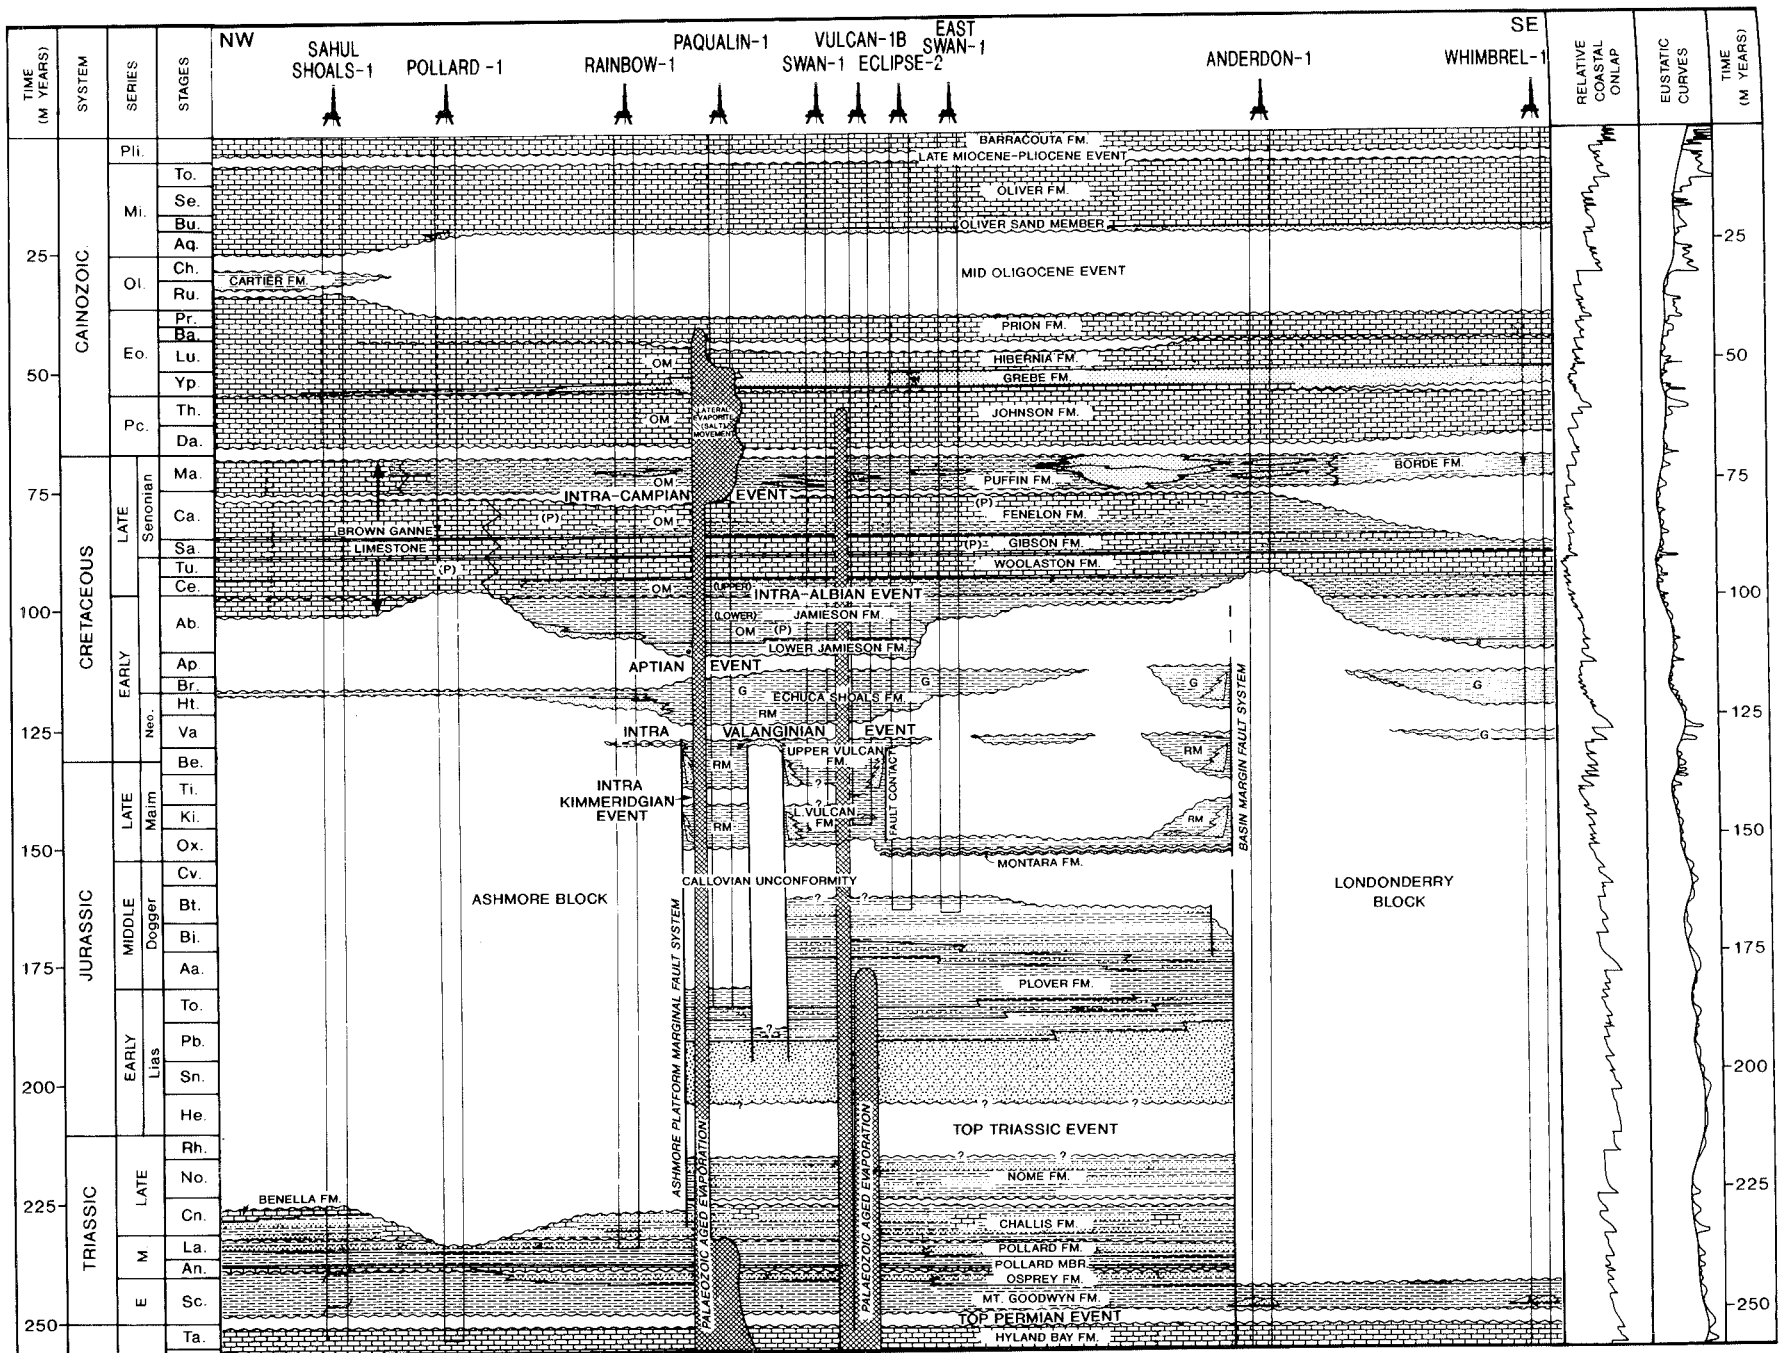 TIME (M YEARS)
SYSTEM
SERIES
STAGES
NW
SAHUL SHOALS-1
POLLARD -1
RAINBOW-1
PAQUALIN-1
SWAN-1
VULCAN-1B
ECLIPSE-2
EAST SWAN-1
ANDERDON-1
WHIMBREL-1
SE
RELATIVE COASTAL ONLAP
EUSTATIC CURVES
TIME (M YEARS)
25
50
75
100
125
150
175
200
225
250
CAINOZOIC.
CRETACEOUS
JURASSIC
TRIASSIC
Pli.
Mi.
Ol.
Eo.
Pc.
LATE
Senonian
EARLY
Neo.
LATE
Malm
MIDDLE
Dogger
EARLY
Lias
LATE
M
E
To.
Se.
Bu.
Aq.
Ch.
Ru.
Pr.
Ba.
Lu.
Yp.
Th.
Da.
Ma.
Ca.
Sa.
Tu.
Ce.
Ab.
Ap.
Br.
Ht.
Va
Be.
Ti.
Ki.
Ox.
Cv.
Bt.
Bi.
Aa.
To.
Pb.
Sn.
He.
Rh.
No.
Cn.
La.
An.
Sc.
Ta.
BARRACOUTA FM.
LATE MIOCENE-PLIOCENE EVENT
OLIVER FM.
OLIVER SAND MEMBER
MID OLIGOCENE EVENT
CARTIER FM.
PRION FM.
OM
HIBERNIA FM.
GREBE FM.
LATERAL EVAPORITE (SALT) MOVEMENT
OM
JOHNSON FM.
BORDE FM.
OM
PUFFIN FM.
INTRA-CAMPIAN EVENT
(P)
OM
(P)
FENELON FM.
BROWN GANNET
LIMESTONE
(P)
(P)
GIBSON FM.
WOOLASTON FM.
OM
(UPPER)
INTRA-ALBIAN EVENT
(LOWER)
JAMIESON FM.
OM
(P)
LOWER JAMIESON FM.
APTIAN EVENT
G
ECHUCA SHOALS FM.
G
G
G
RM
INTRA VALANGINIAN EVENT
G
RM
UPPER VULCAN FM.
RM
?
INTRA KIMMERIDGIAN EVENT
?
RM
L.VULCAN FM.
RM
FAULT CONTACT
BASIN MARGIN FAULT SYSTEM
MONTARA FM.
CALLOVIAN UNCONFORMITY
ASHMORE BLOCK
LONDONDERRY BLOCK
? ?
ASHMORE PLATFORM MARGINAL FAULT SYSTEM
PLOVER FM.
?
? ? ?
TOP TRIASSIC EVENT
? ?
NOME FM.
BENELLA FM.
CHALLIS FM.
POLLARD FM.
POLLARD MBR.
OSPREY FM.
MT. GOODWYN FM.
TOP PERMIAN EVENT
HYLAND BAY FM.
PALAEOZOIC AGED EVAPORATION
PALAEOZOIC AGED EVAPORATION
25
50
75
100
125
150
175
200
225
250